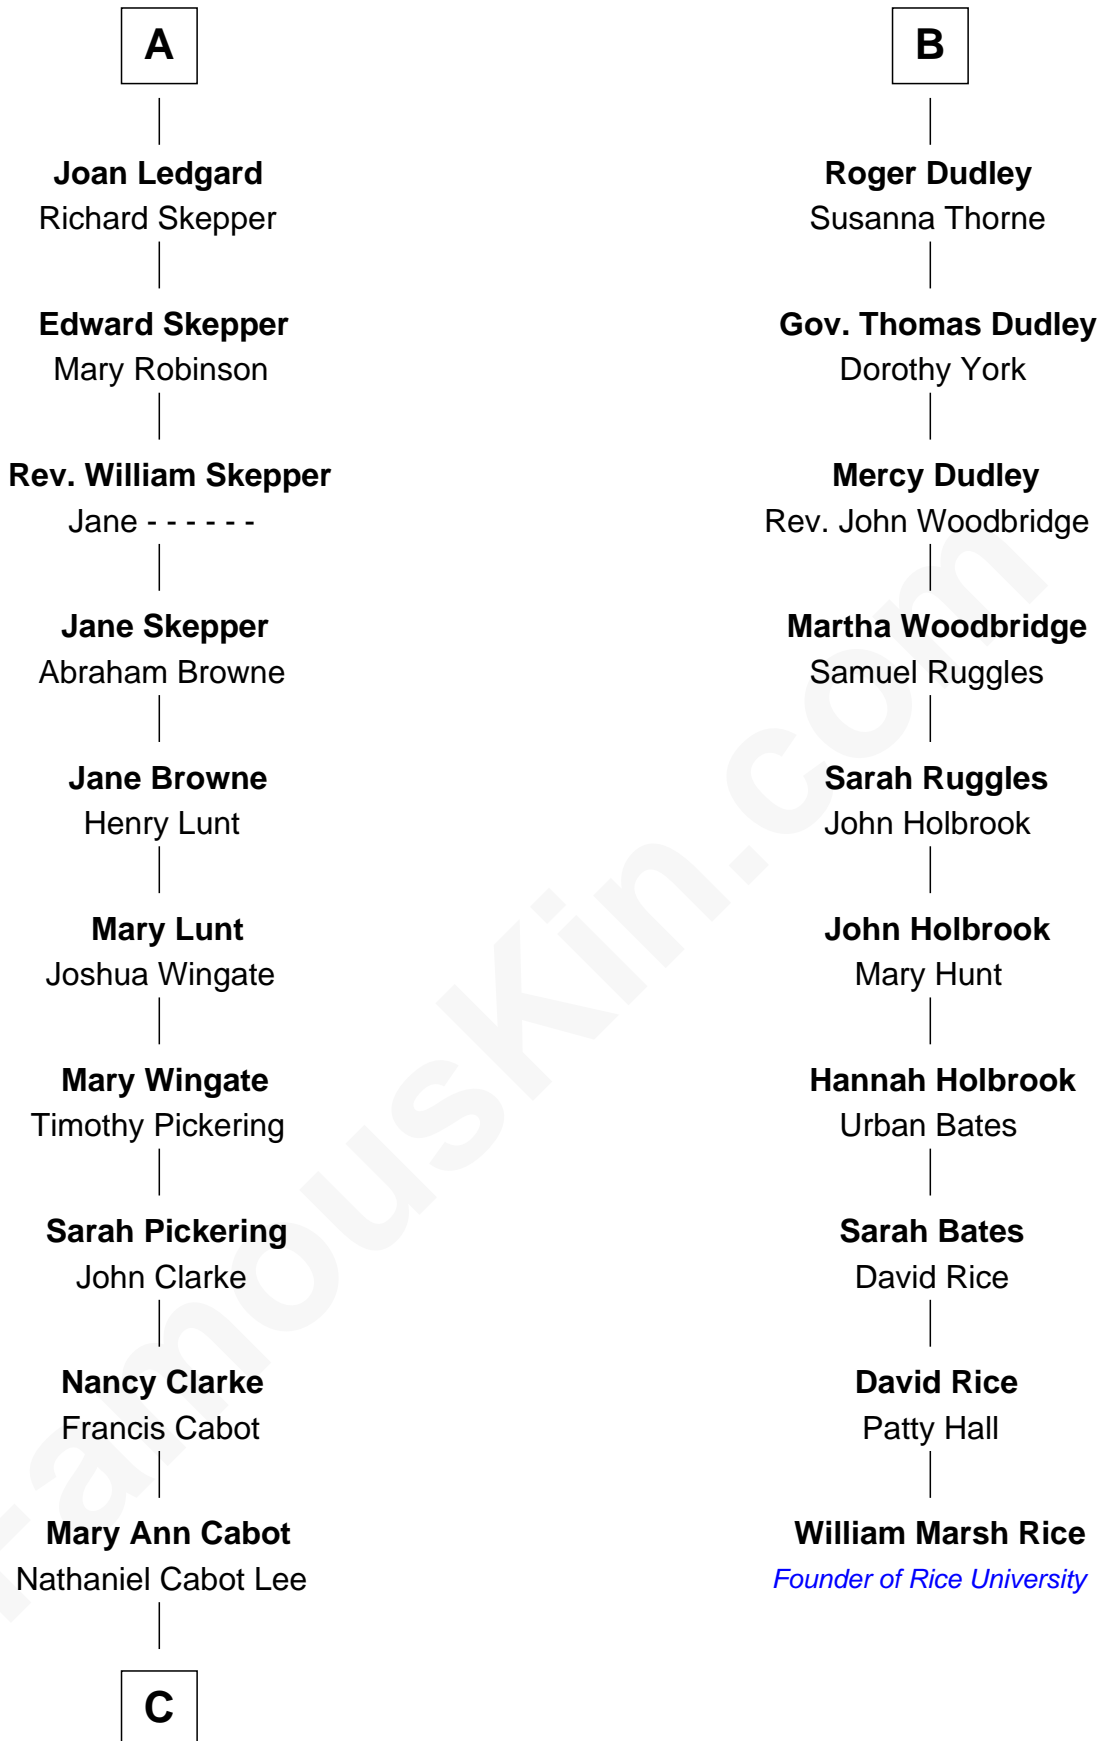 A
Joan Ledgard
Richard Skepper
Edward Skepper
Mary Robinson
Rev. William Skepper
Jane - - - - - -
Jane Skepper
Abraham Browne
Jane Browne
Henry Lunt
Mary Lunt
Joshua Wingate
Mary Wingate
Timothy Pickering
Sarah Pickering
John Clarke
Nancy Clarke
Francis Cabot
Mary Ann Cabot
Nathaniel Cabot Lee
C
B
Roger Dudley
Susanna Thorne
Gov. Thomas Dudley
Dorothy York
Mercy Dudley
Rev. John Woodbridge
Martha Woodbridge
Samuel Ruggles
Sarah Ruggles
John Holbrook
John Holbrook
Mary Hunt
Hannah Holbrook
Urban Bates
Sarah Bates
David Rice
David Rice
Patty Hall
William Marsh Rice
Founder of Rice University
FamousKin.com